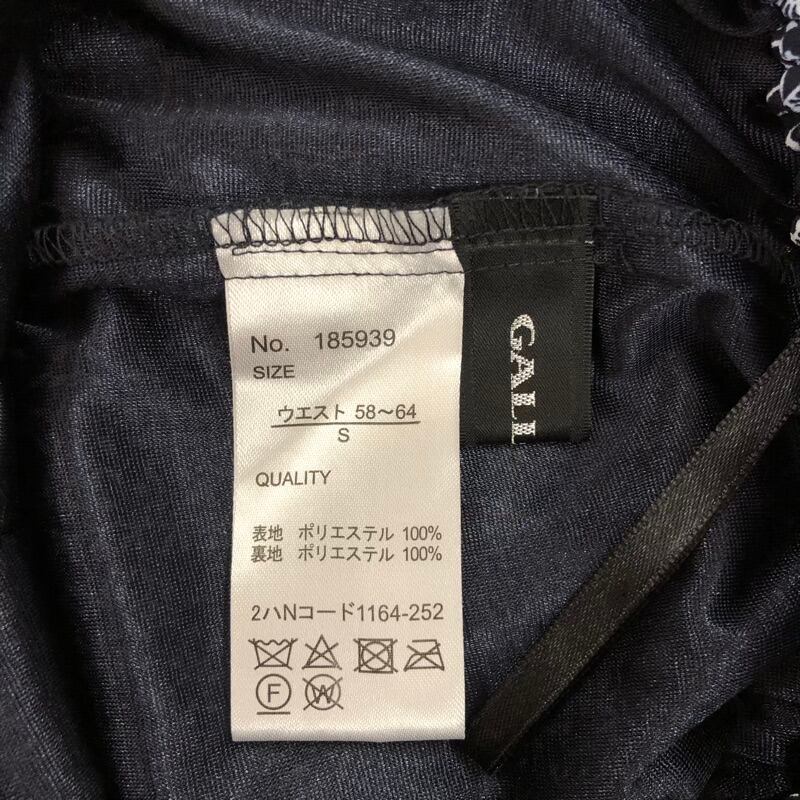 No. 185939
SIZE
ウエスト 58〜64
S
QUALITY
表地 ポリエステル 100%
裏地 ポリエステル 100%
2ハNコード1164-252
F
W